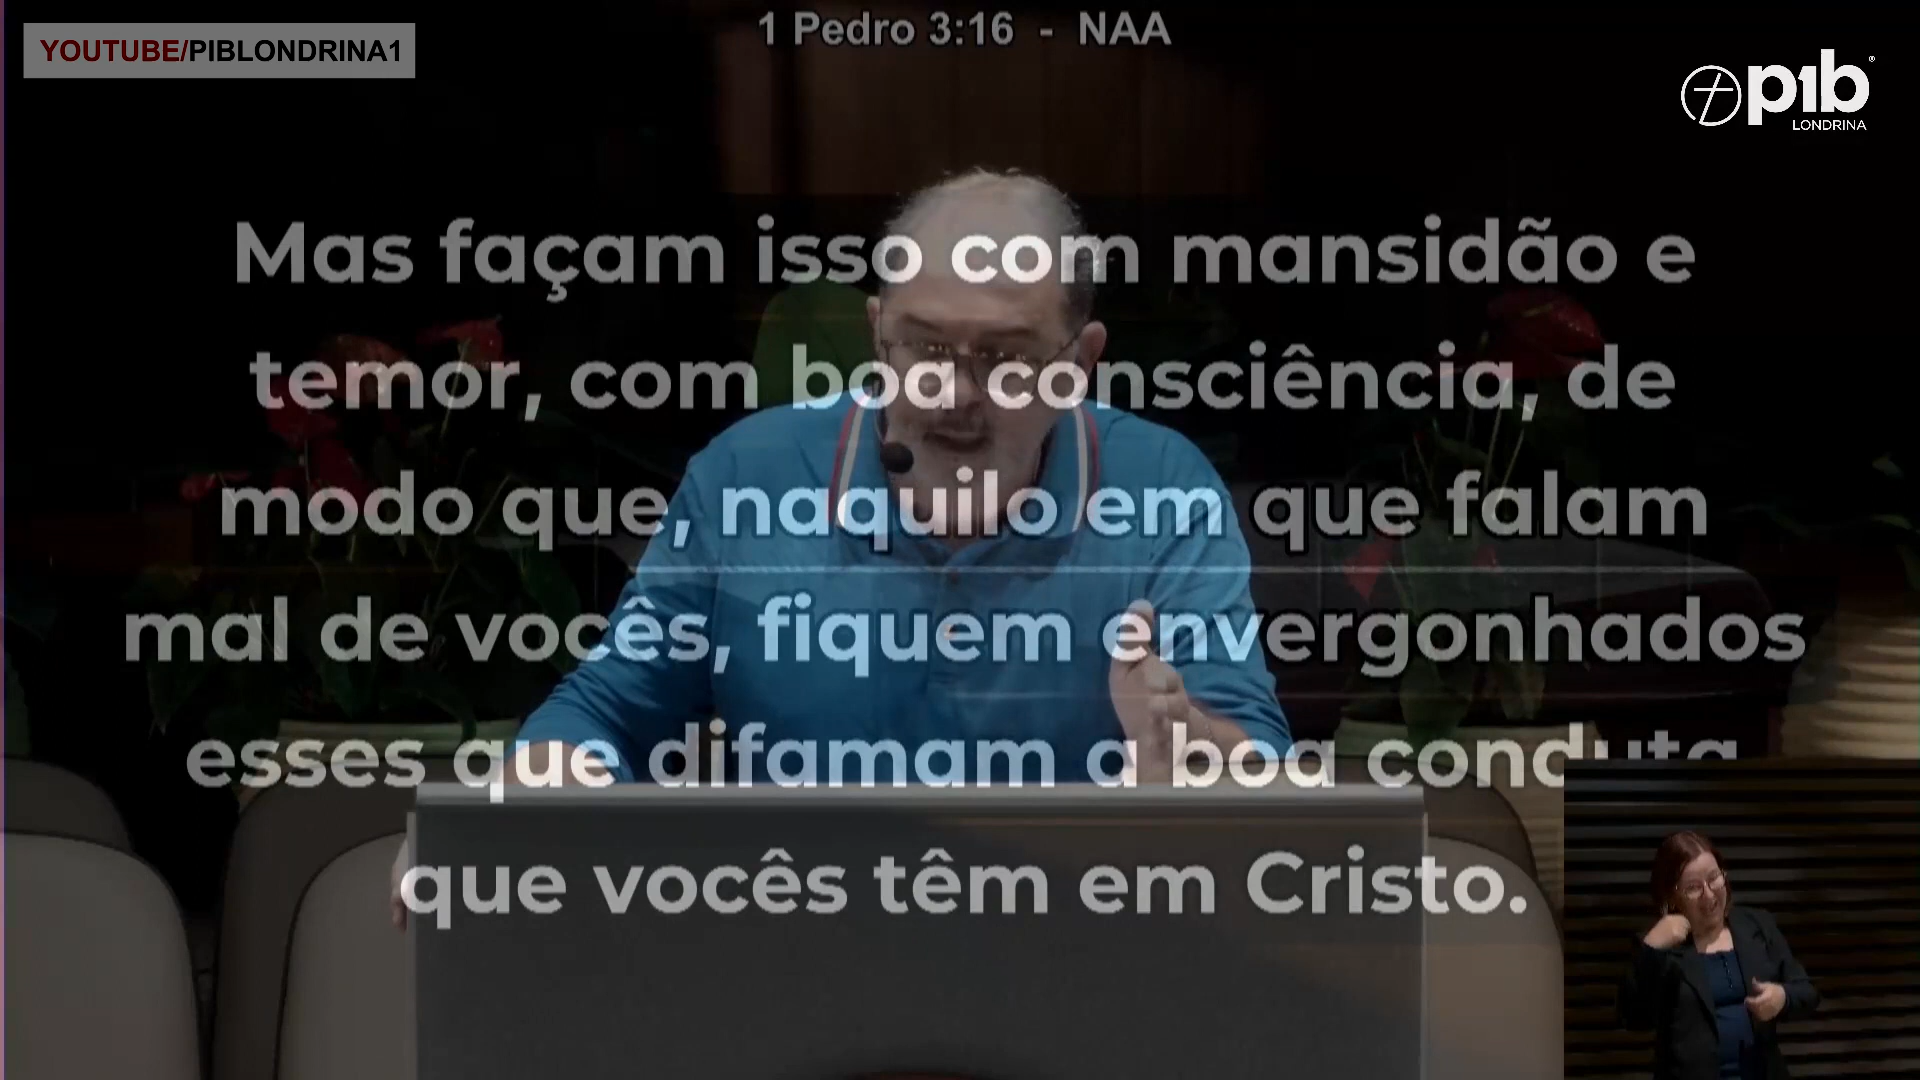 1 Pedro 3:16 - NAA
YOUTUBE/PIBLONDRINA1
pib
LONDRINA
Mas façam isso com mansidão e
temor, com boa consciência, de
modo que, naquilo em que falam
mal de vocês, fiquem envergonhados
esses que difamam a boa conduta
que vocês têm em Cristo.